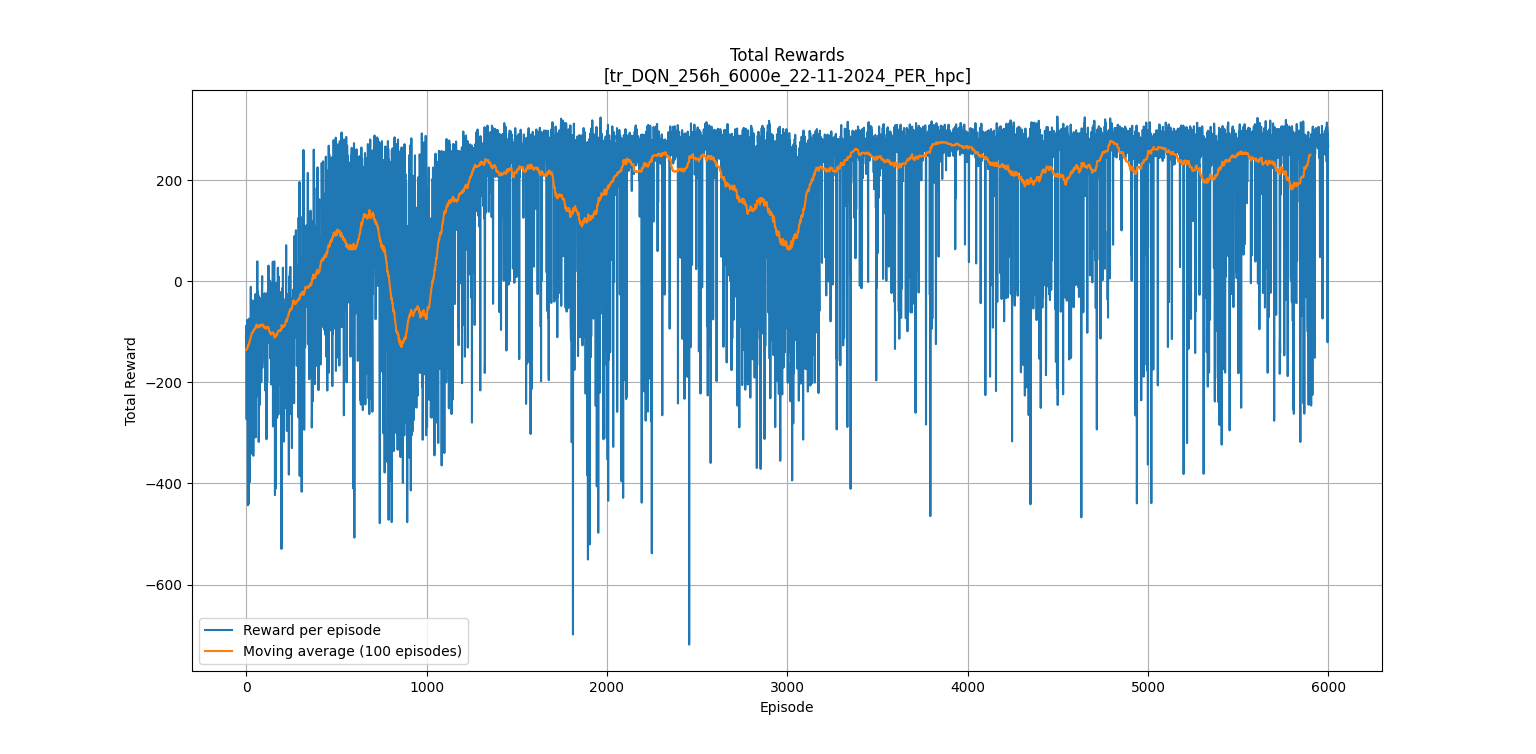 Total Rewards
[tr_DQN_256h_6000e_22-11-2024_PER_hpc]
Total Reward
200
0
−200
−400
−600
Reward per episode
Moving average (100 episodes)
0 1000 2000 3000 4000 5000 6000
Episode